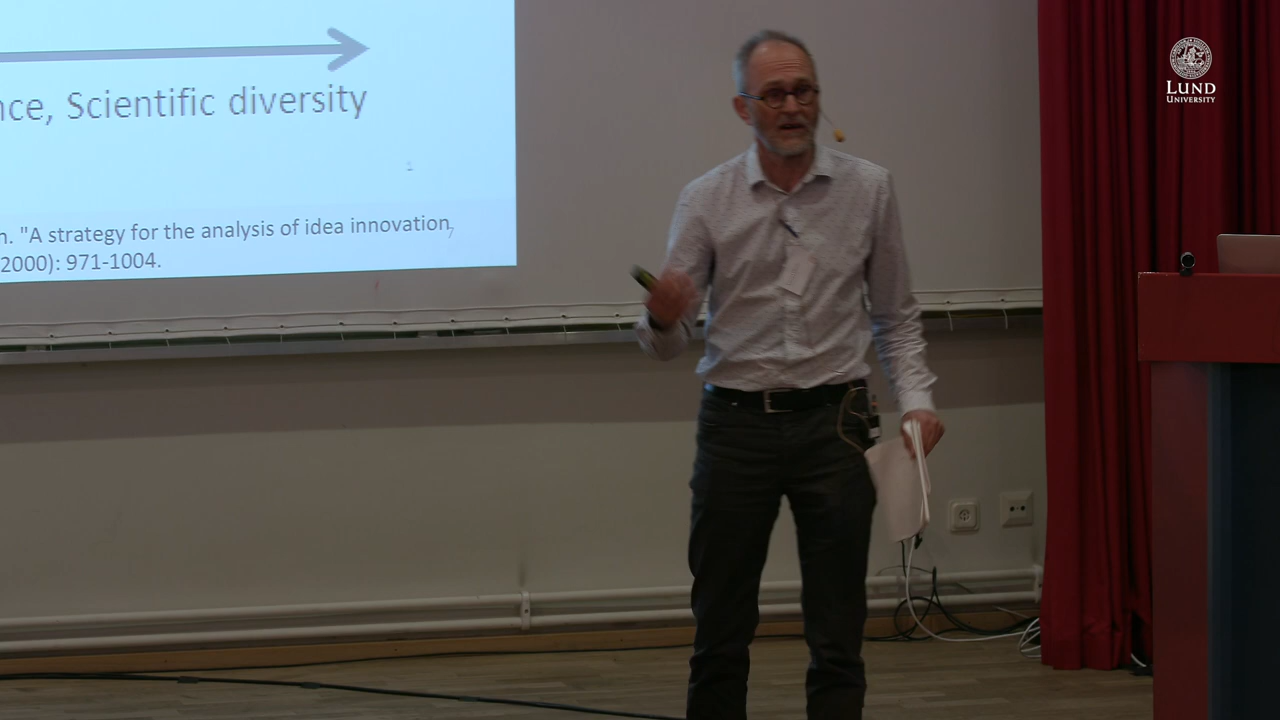 nce, Scientific diversity
n. "A strategy for the analysis of idea innovation,
2000): 971-1004.
LUND
UNIVERSITY